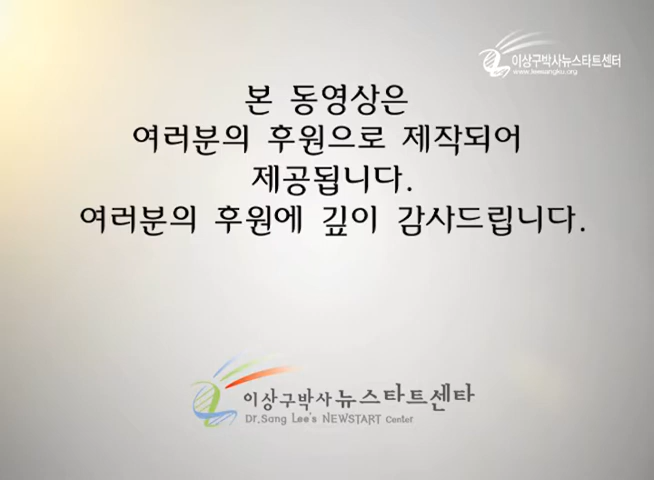 이상구박사뉴스타트센터
www.leesangku.org
본 동영상은
여러분의 후원으로 제작되어
제공됩니다.
여러분의 후원에 깊이 감사드립니다.
이상구박사뉴스타트센타
Dr.Sang Lee's NEWSTART Center